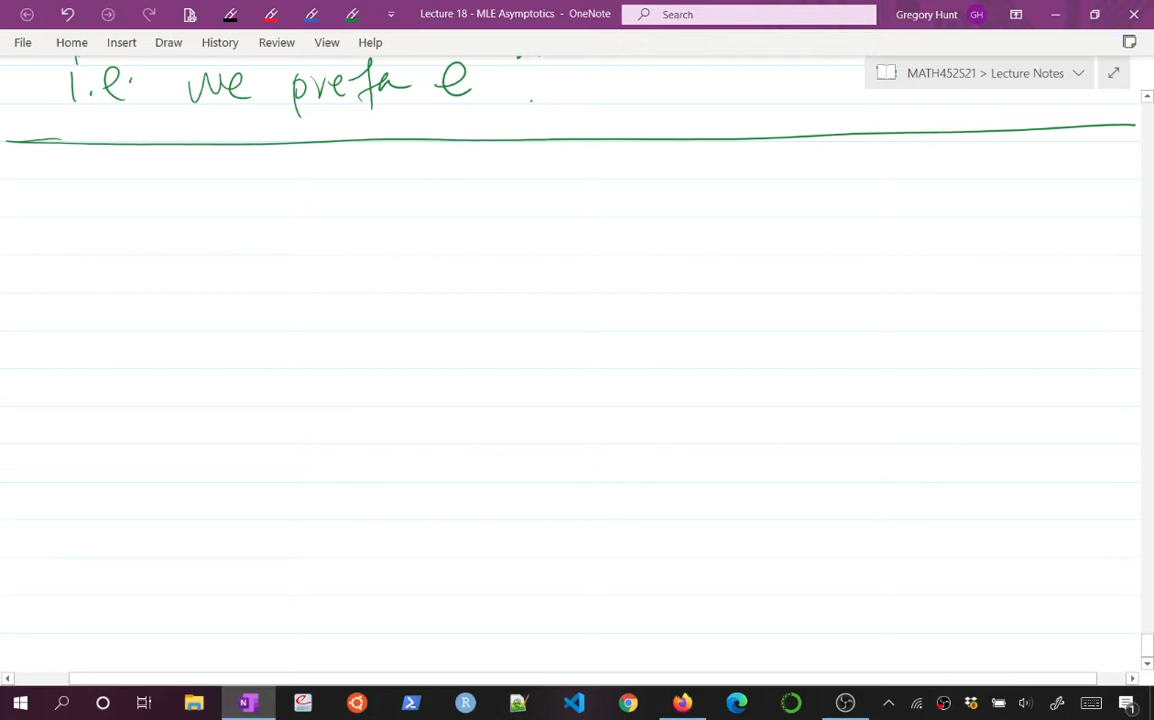 Lecture 18 - MLE Asymptotics - OneNote
Search
Gregory Hunt GH
File Home Insert Draw History Review View Help
MATH452S21 > Lecture Notes
i.e. we prefer e